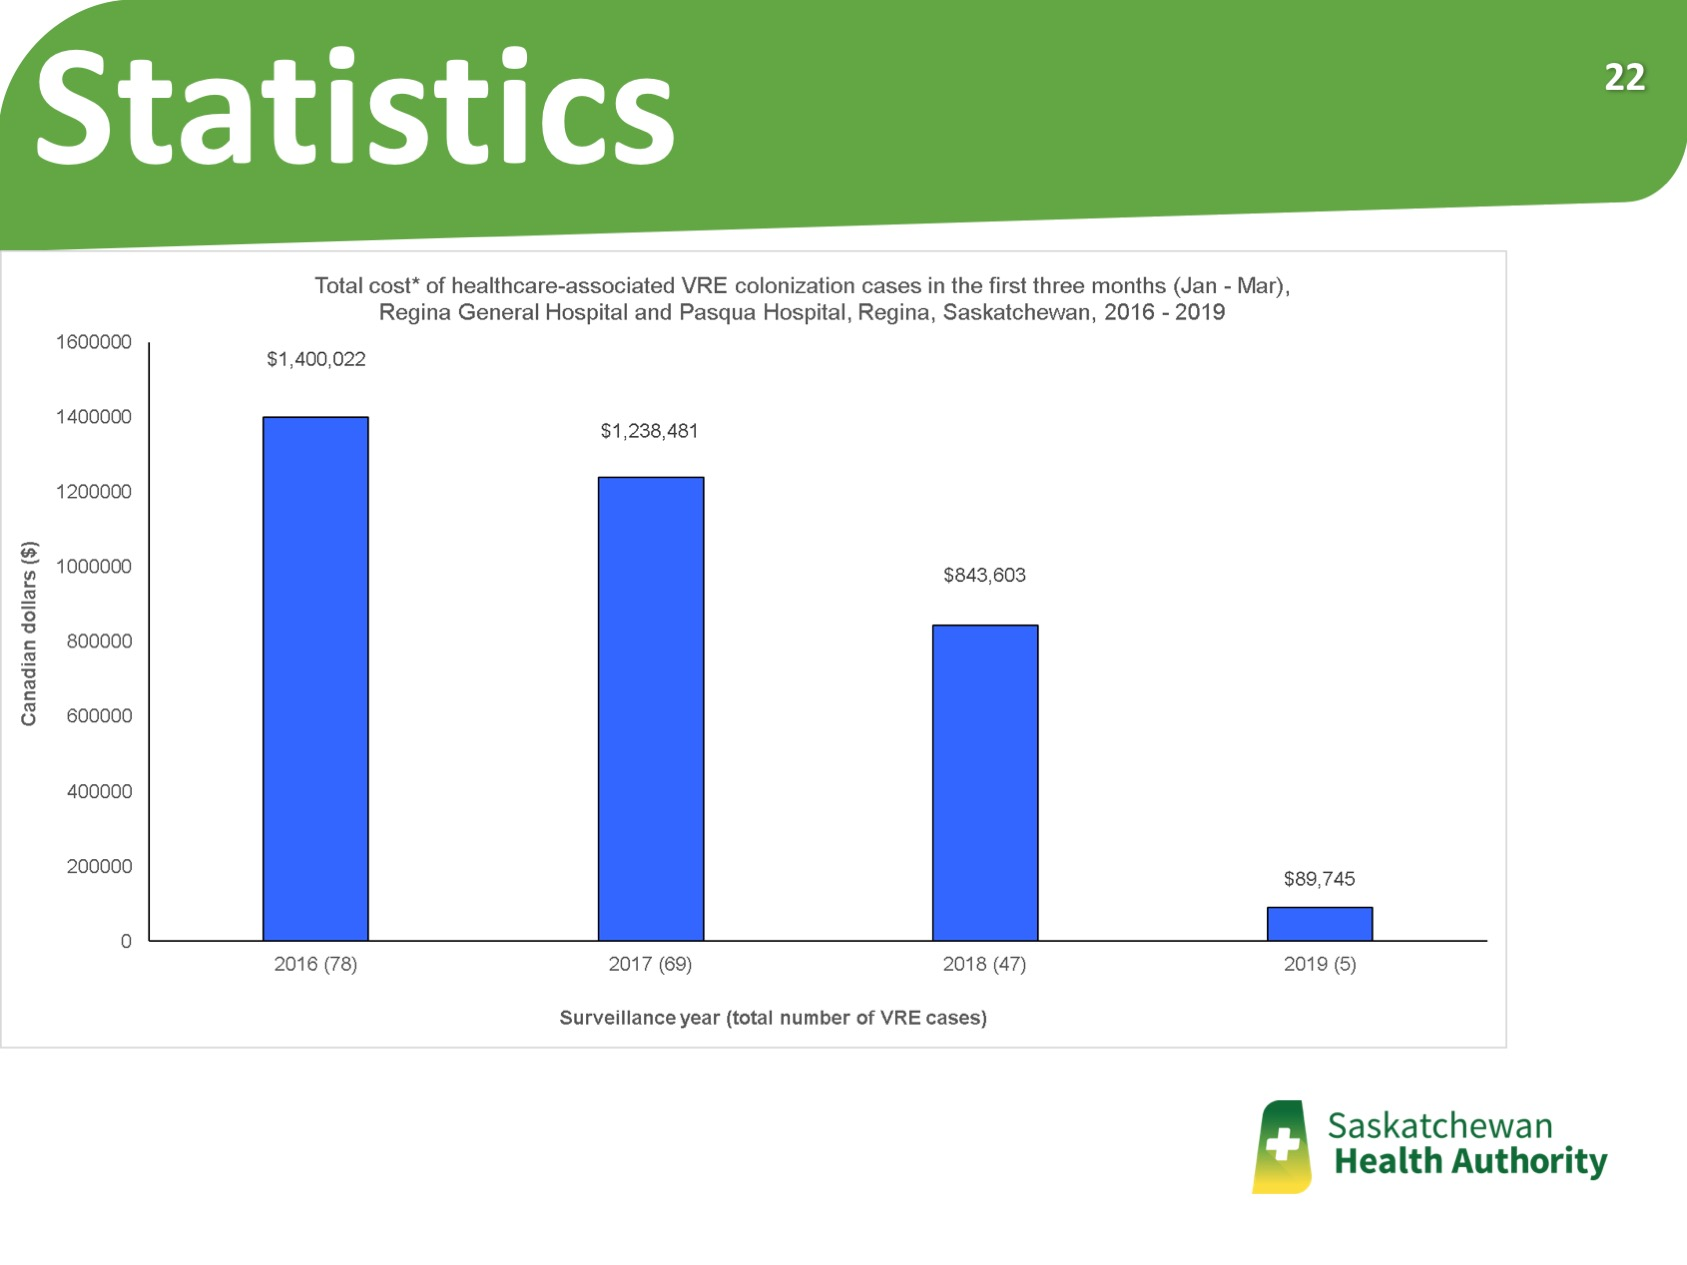 Statistics
22
Total cost* of healthcare-associated VRE colonization cases in the first three months (Jan - Mar),
Regina General Hospital and Pasqua Hospital, Regina, Saskatchewan, 2016 - 2019
Canadian dollars ($)
1600000
1400000
1200000
1000000
800000
600000
400000
200000
0
$1,400,022
$1,238,481
$843,603
$89,745
2016 (78)
2017 (69)
2018 (47)
2019 (5)
Surveillance year (total number of VRE cases)
Saskatchewan
Health Authority